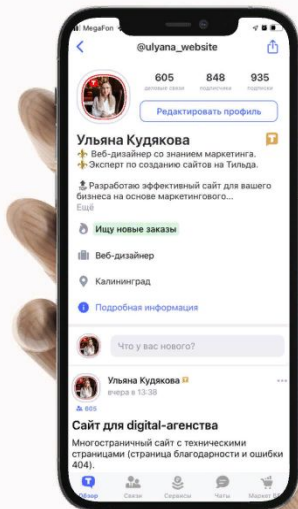 MegaFon
@ulyana_website
605 848 935
деловые связи подписчики подписки
Редактировать профиль
Ульяна Кудякова
Веб-дизайнер со знанием маркетинга.
Эксперт по созданию сайтов на Тильда.
Разработаю эффективный сайт для вашего
бизнеса на основе маркетингового...
Ещё
Ищу новые заказы
Веб-дизайнер
Калининград
Подробная информация
Что у вас нового?
Ульяна Кудякова
вчера в 13:38
605
Сайт для digital-агенства
Многостраничный сайт с техническими
страницами (страница благодарности и ошибки
404).
Обзор Связи Сервисы Чаты Маркет